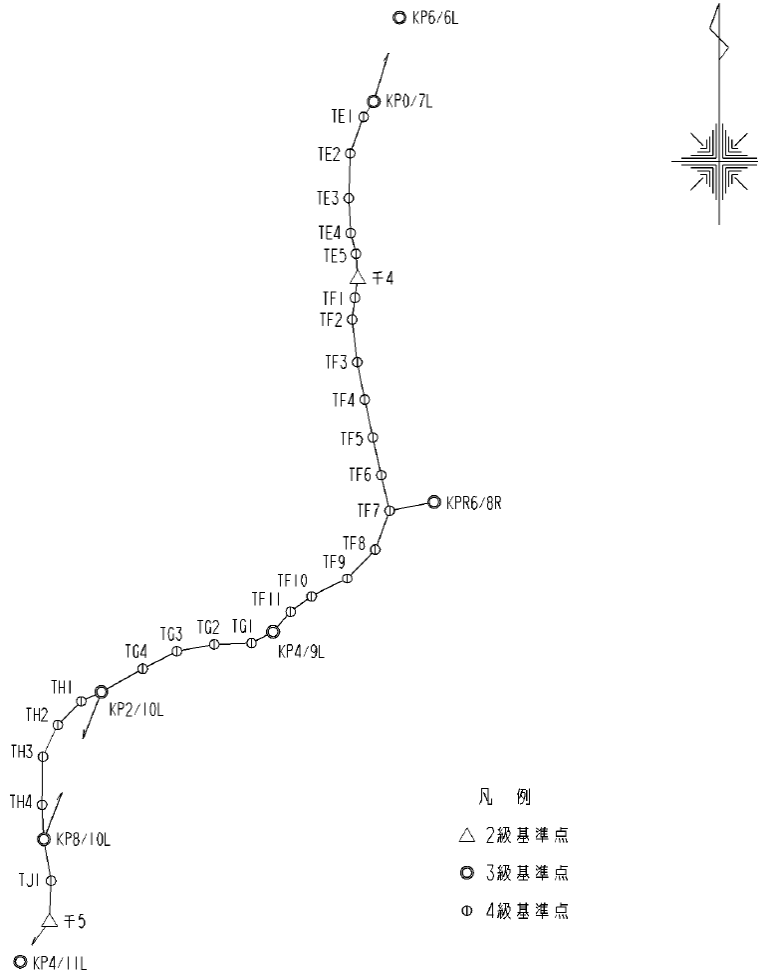 KP6/6L
KP0/7L
TE1
TE2
TE3
TE4
TE5
千4
TF1
TF2
TF3
TF4
TF5
TF6
TF7
KPR6/8R
TF8
TF9
TF10
TF11
KP4/9L
TG1
TG2
TG3
TG4
TH1
KP2/10L
TH2
TH3
TH4
KP8/10L
TJ1
千5
KP4/11L
凡 例
2級基準点
3級基準点
4級基準点